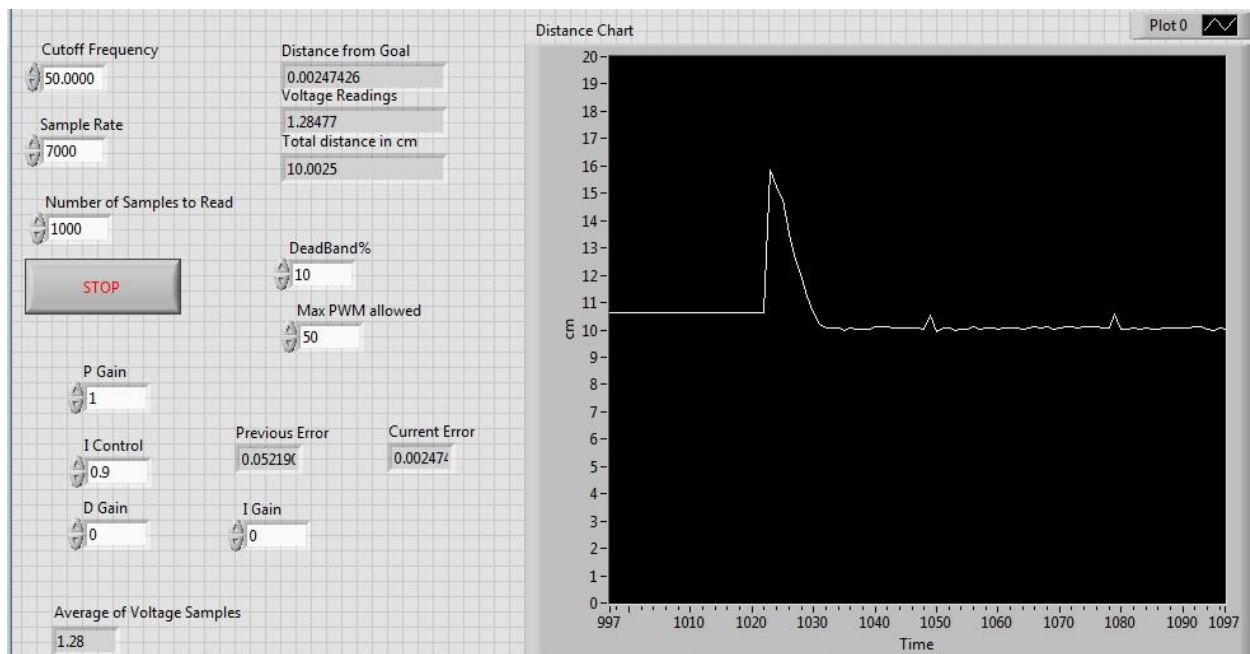 Cutoff Frequency
50.0000
Sample Rate
7000
Number of Samples to Read
1000
STOP
Distance from Goal
0.00247426
Voltage Readings
1.28477
Total distance in cm
10.0025
DeadBand%
10
Max PWM allowed
50
P Gain
1
I Control
0.9
D Gain
0
Previous Error
0.05219(
Current Error
0.002474
I Gain
0
Average of Voltage Samples
1.28
Distance Chart
Plot 0
20
19
18
17
16
15
14
13
12
11
10
9
8
7
6
5
4
3
2
1
0
cm
997 1010 1020 1030 1040 1050 1060 1070 1080 1090 1097
Time